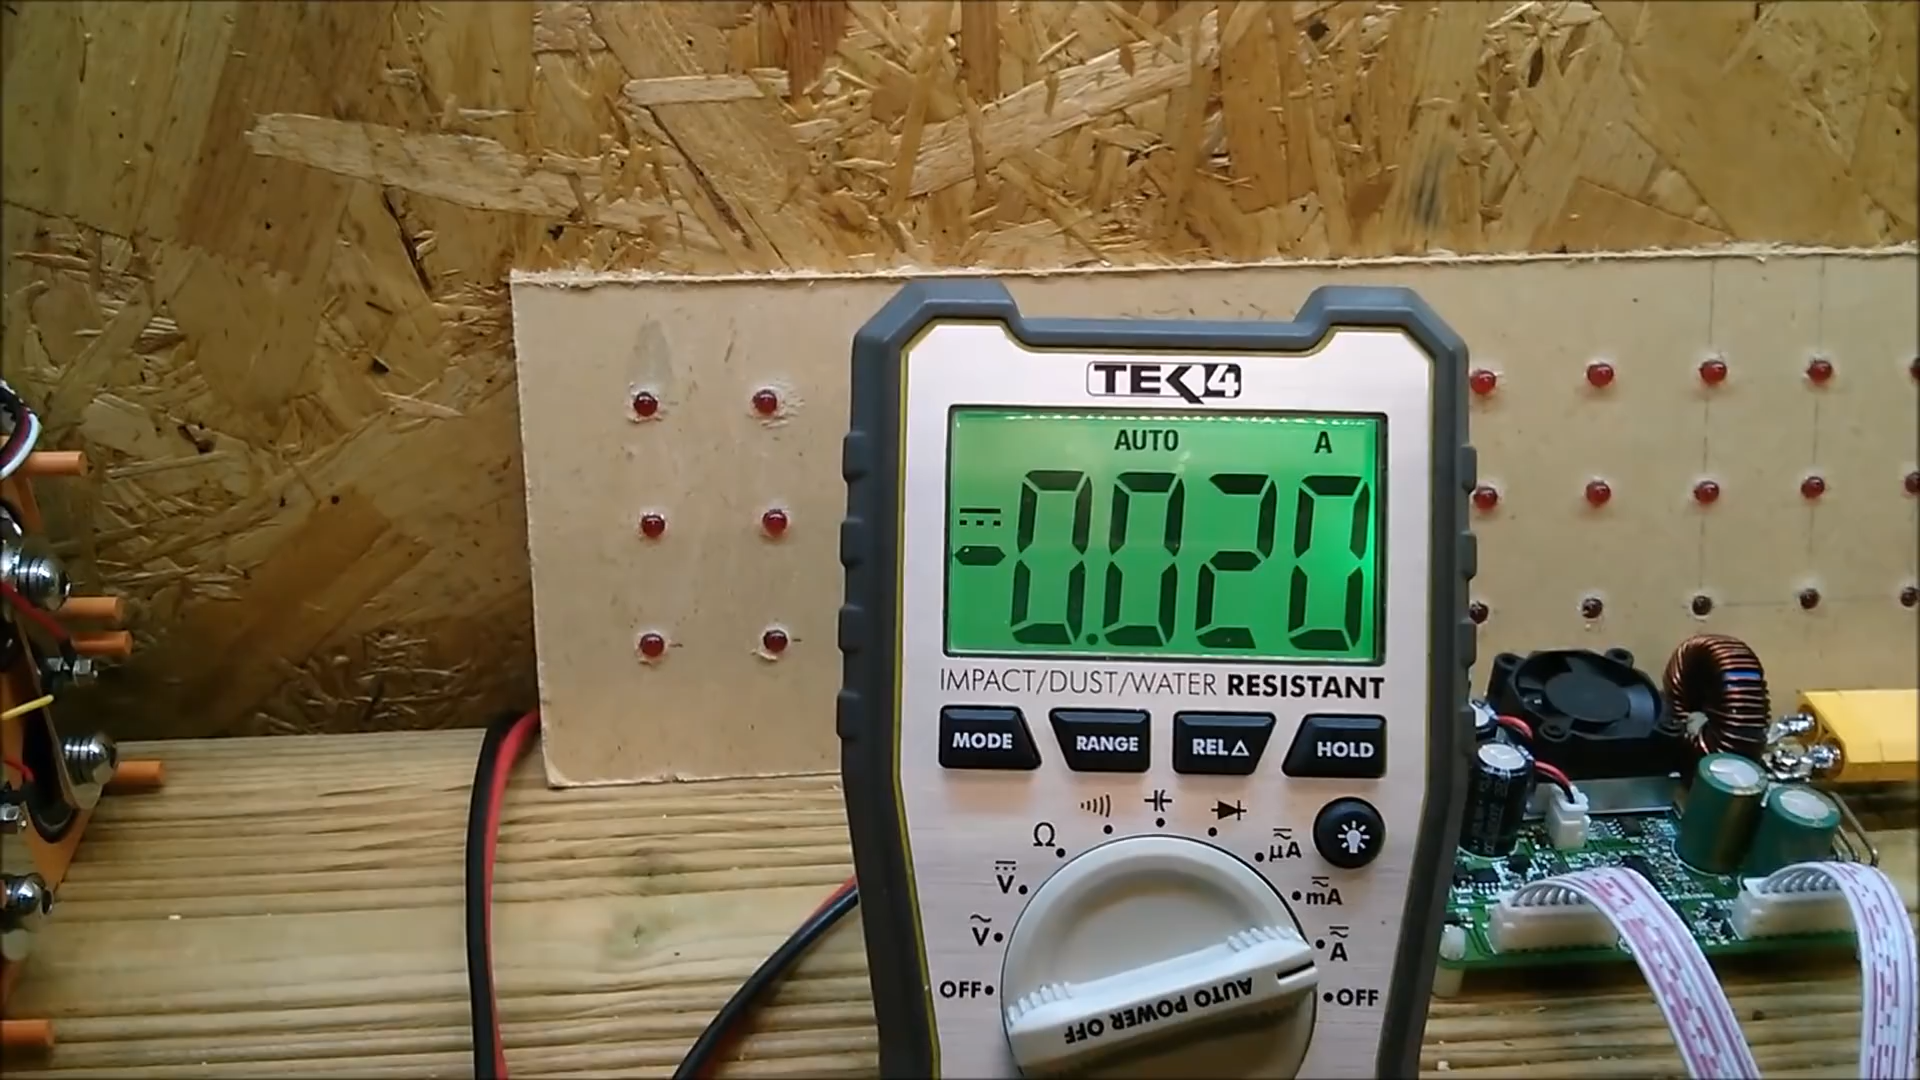 TEK4
AUTO A
-0.020
IMPACT/DUST/WATER RESISTANT
MODE RANGE REL△ HOLD
Ω
μA
V
mA
V
A
OFF
OFF
AUTO POWER OFF